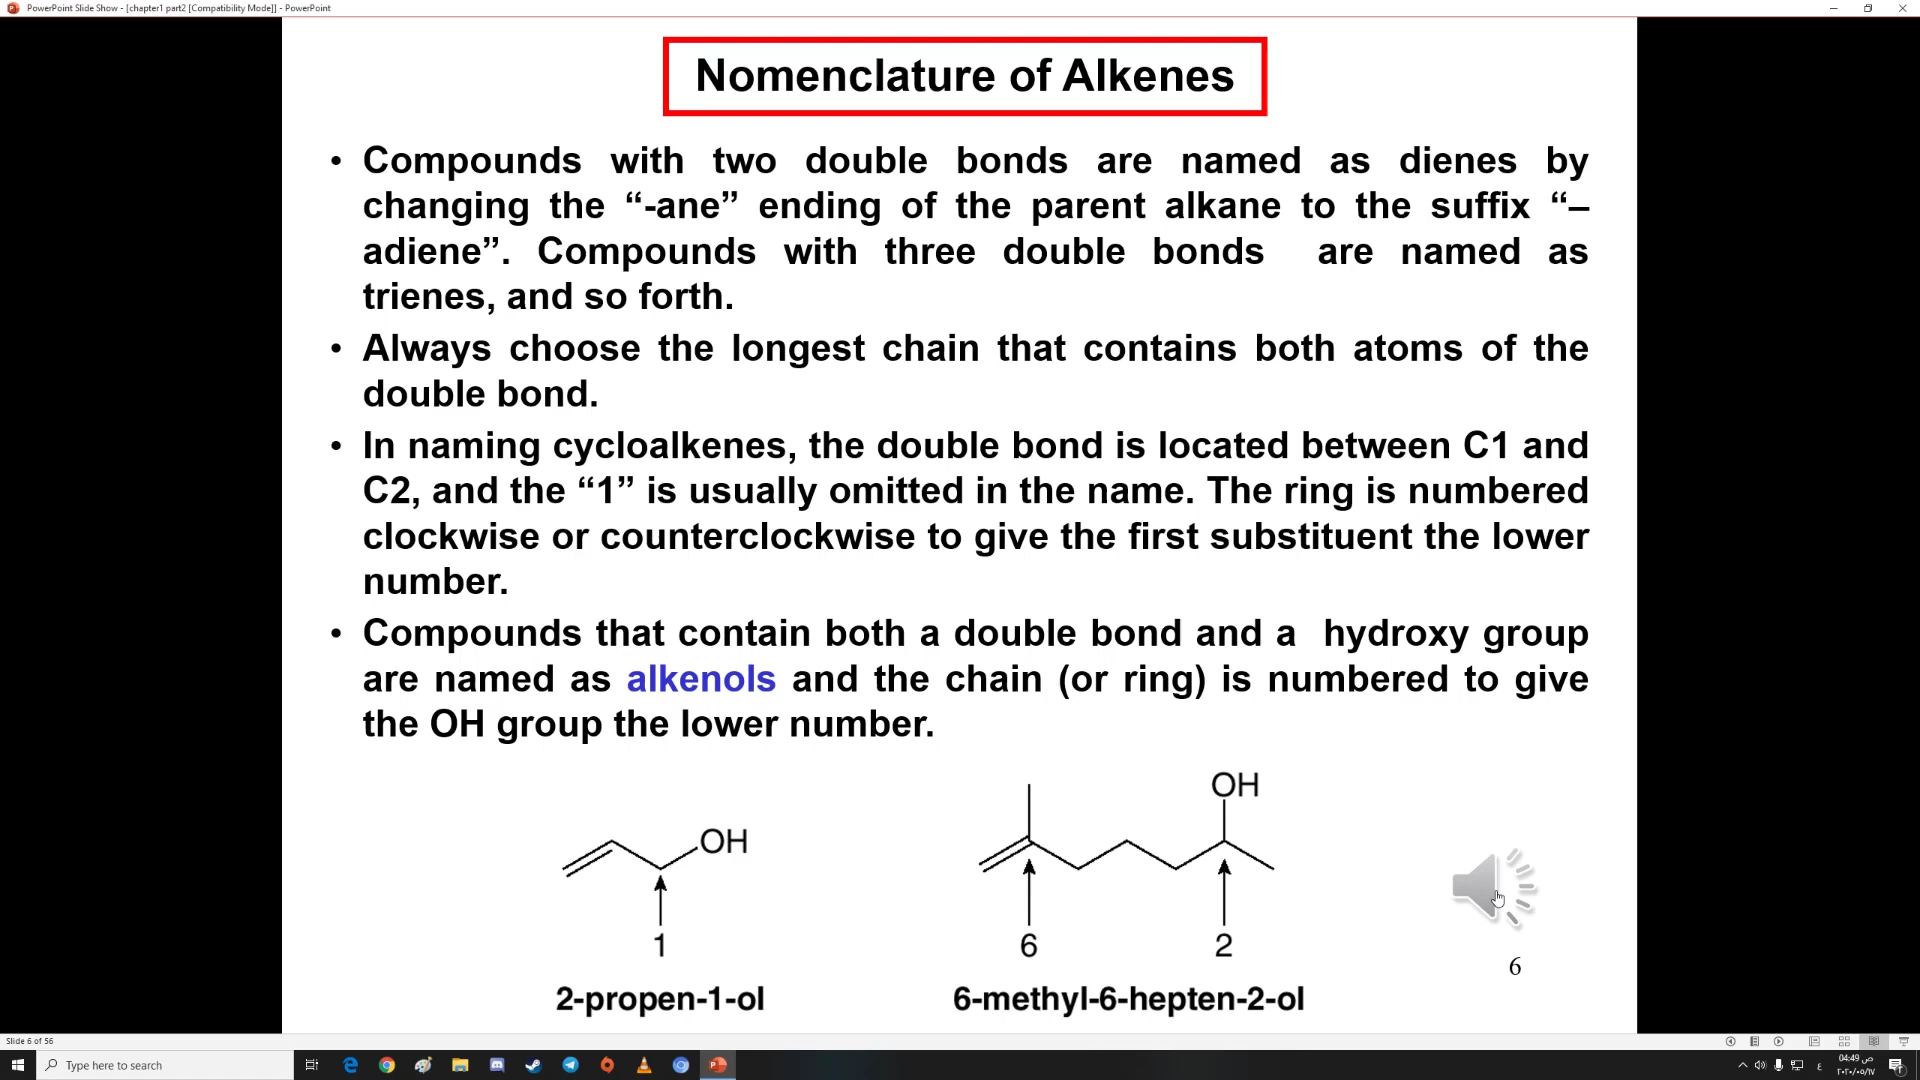 PowerPoint Slide Show - [chapter1 part2 [Compatibility Mode]] - PowerPoint
Nomenclature of Alkenes
• Compounds with two double bonds are named as dienes by
changing the “-ane” ending of the parent alkane to the suffix “–
adiene”. Compounds with three double bonds are named as
trienes, and so forth.
• Always choose the longest chain that contains both atoms of the
double bond.
• In naming cycloalkenes, the double bond is located between C1 and
C2, and the “1” is usually omitted in the name. The ring is numbered
clockwise or counterclockwise to give the first substituent the lower
number.
• Compounds that contain both a double bond and a hydroxy group
are named as alkenols and the chain (or ring) is numbered to give
the OH group the lower number.
OH
OH
1
6
2
6
2-propen-1-ol
6-methyl-6-hepten-2-ol
Slide 6 of 56
Type here to search
ع
04:49 ص
٢٠٢٠/٠٥/١٧